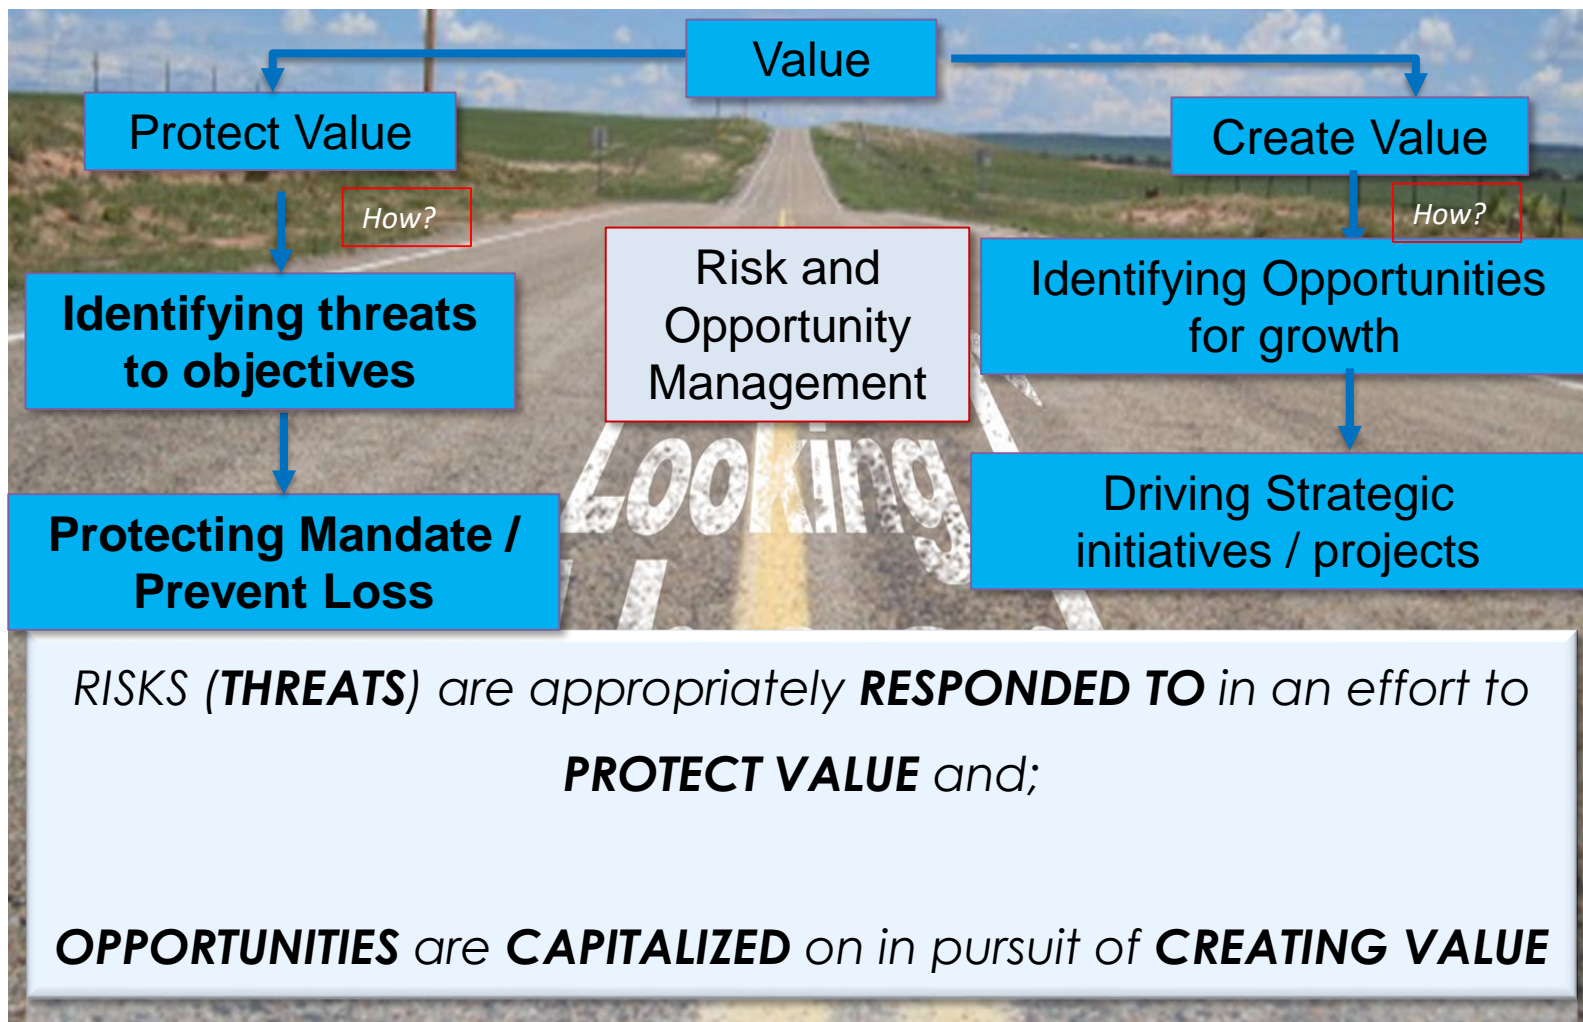 Value
Protect Value
Create Value
How?
How?
Identifying threats
to objectives
Risk and
Opportunity
Management
Identifying Opportunities
for growth
Looking
Protecting Mandate /
Prevent Loss
Driving Strategic
initiatives / projects
RISKS (THREATS) are appropriately RESPONDED TO in an effort to
PROTECT VALUE and;
OPPORTUNITIES are CAPITALIZED on in pursuit of CREATING VALUE